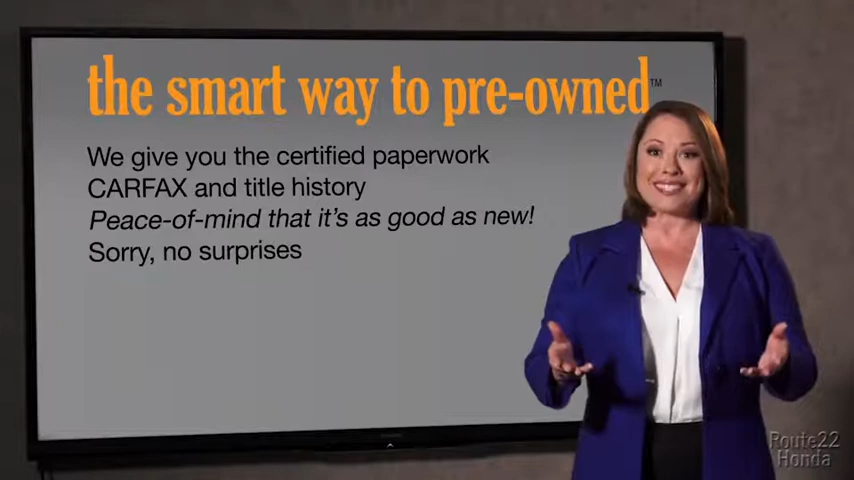 the smart way to pre-owned™
We give you the certified paperwork
CARFAX and title history
Peace-of-mind that it's as good as new!
Sorry, no surprises
Route22
Honda